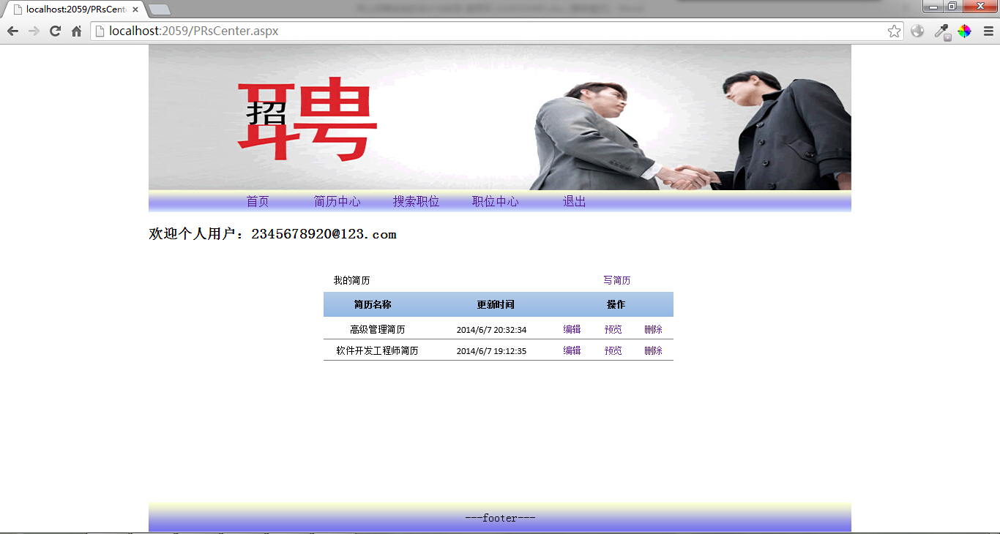 localhost:2059/PRsCent
localhost:2059/PRsCenter.aspx
聘
招
首页 简历中心 搜索职位 职位中心 退出
欢迎个人用户：2345678920@123.com
我的简历 写简历
简历名称 更新时间 操作
高级管理简历 2014/6/7 20:32:34 编辑 预览 删除
软件开发工程师简历 2014/6/7 19:12:35 编辑 预览 删除
---footer---